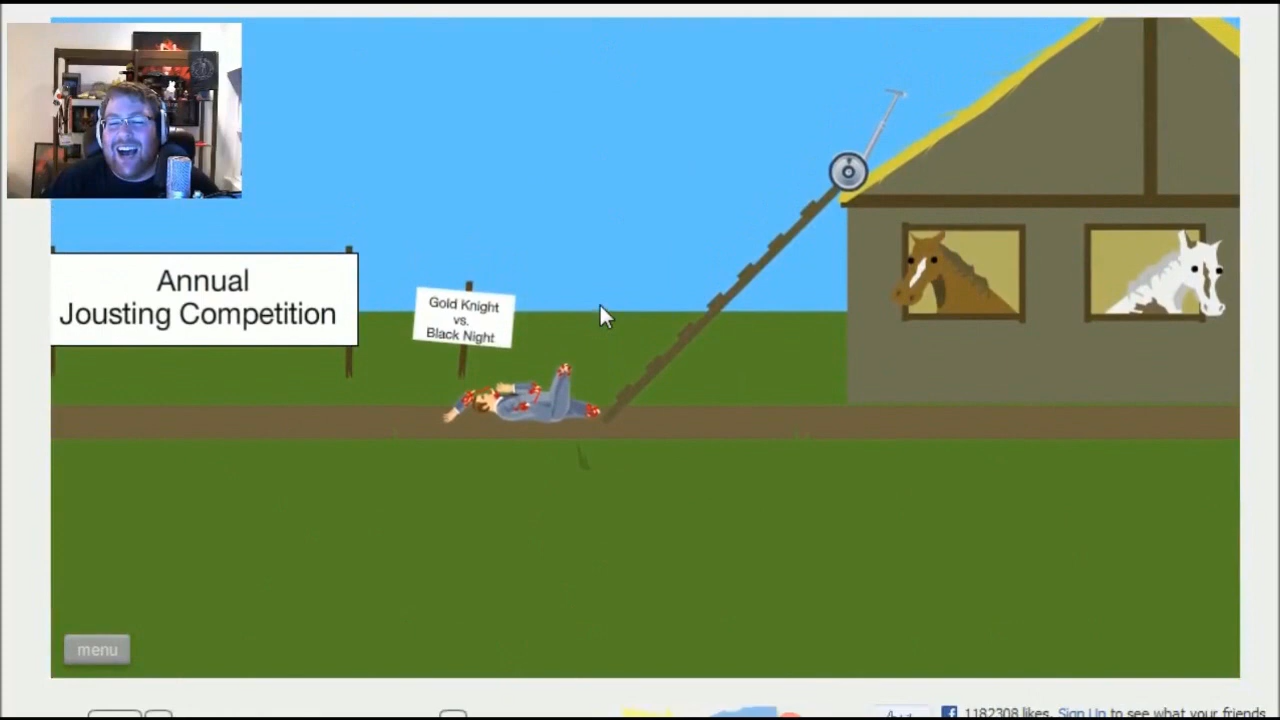 Annual
Jousting Competition
Gold Knight
vs.
Black Night
menu
1182308 likes. Sign Up to see what your friends